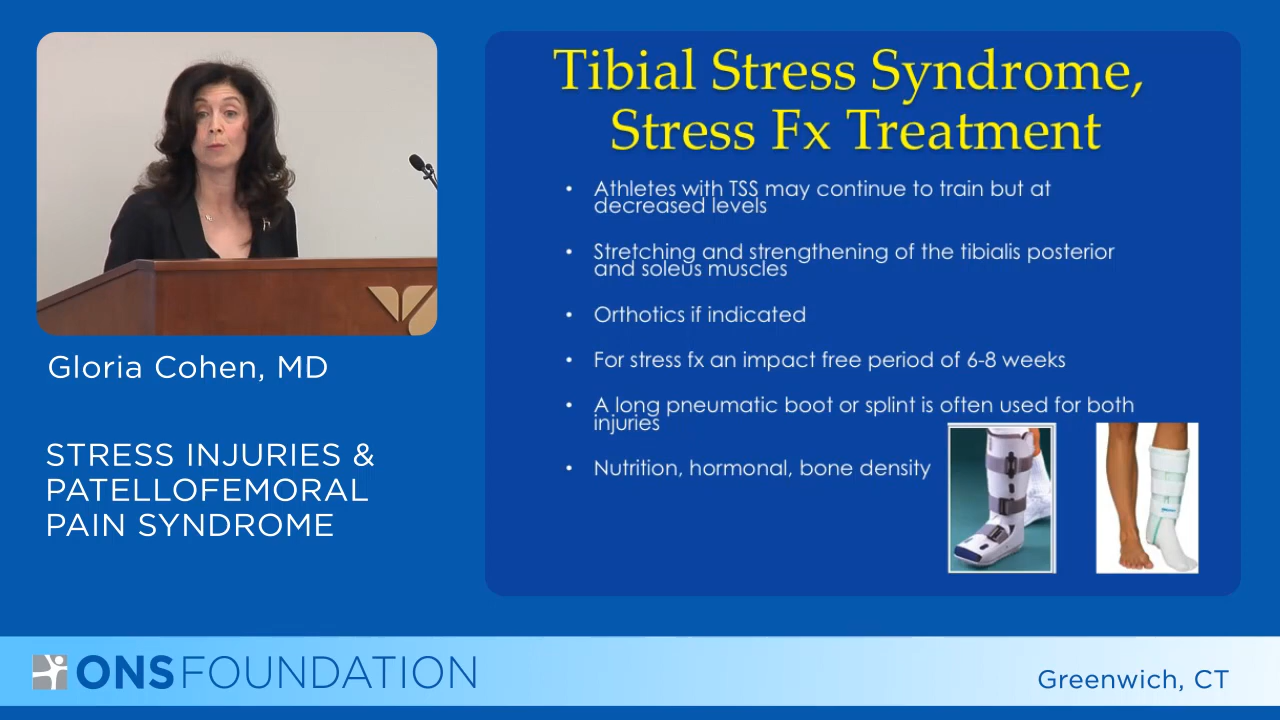 Tibial Stress Syndrome,
Stress Fx Treatment
• Athletes with TSS may continue to train but at
decreased levels
• Stretching and strengthening of the tibialis posterior
and soleus muscles
• Orthotics if indicated
• For stress fx an impact free period of 6-8 weeks
• A long pneumatic boot or splint is often used for both
injuries
• Nutrition, hormonal, bone density
Gloria Cohen, MD
STRESS INJURIES &
PATELLOFEMORAL
PAIN SYNDROME
ONS FOUNDATION
Greenwich, CT